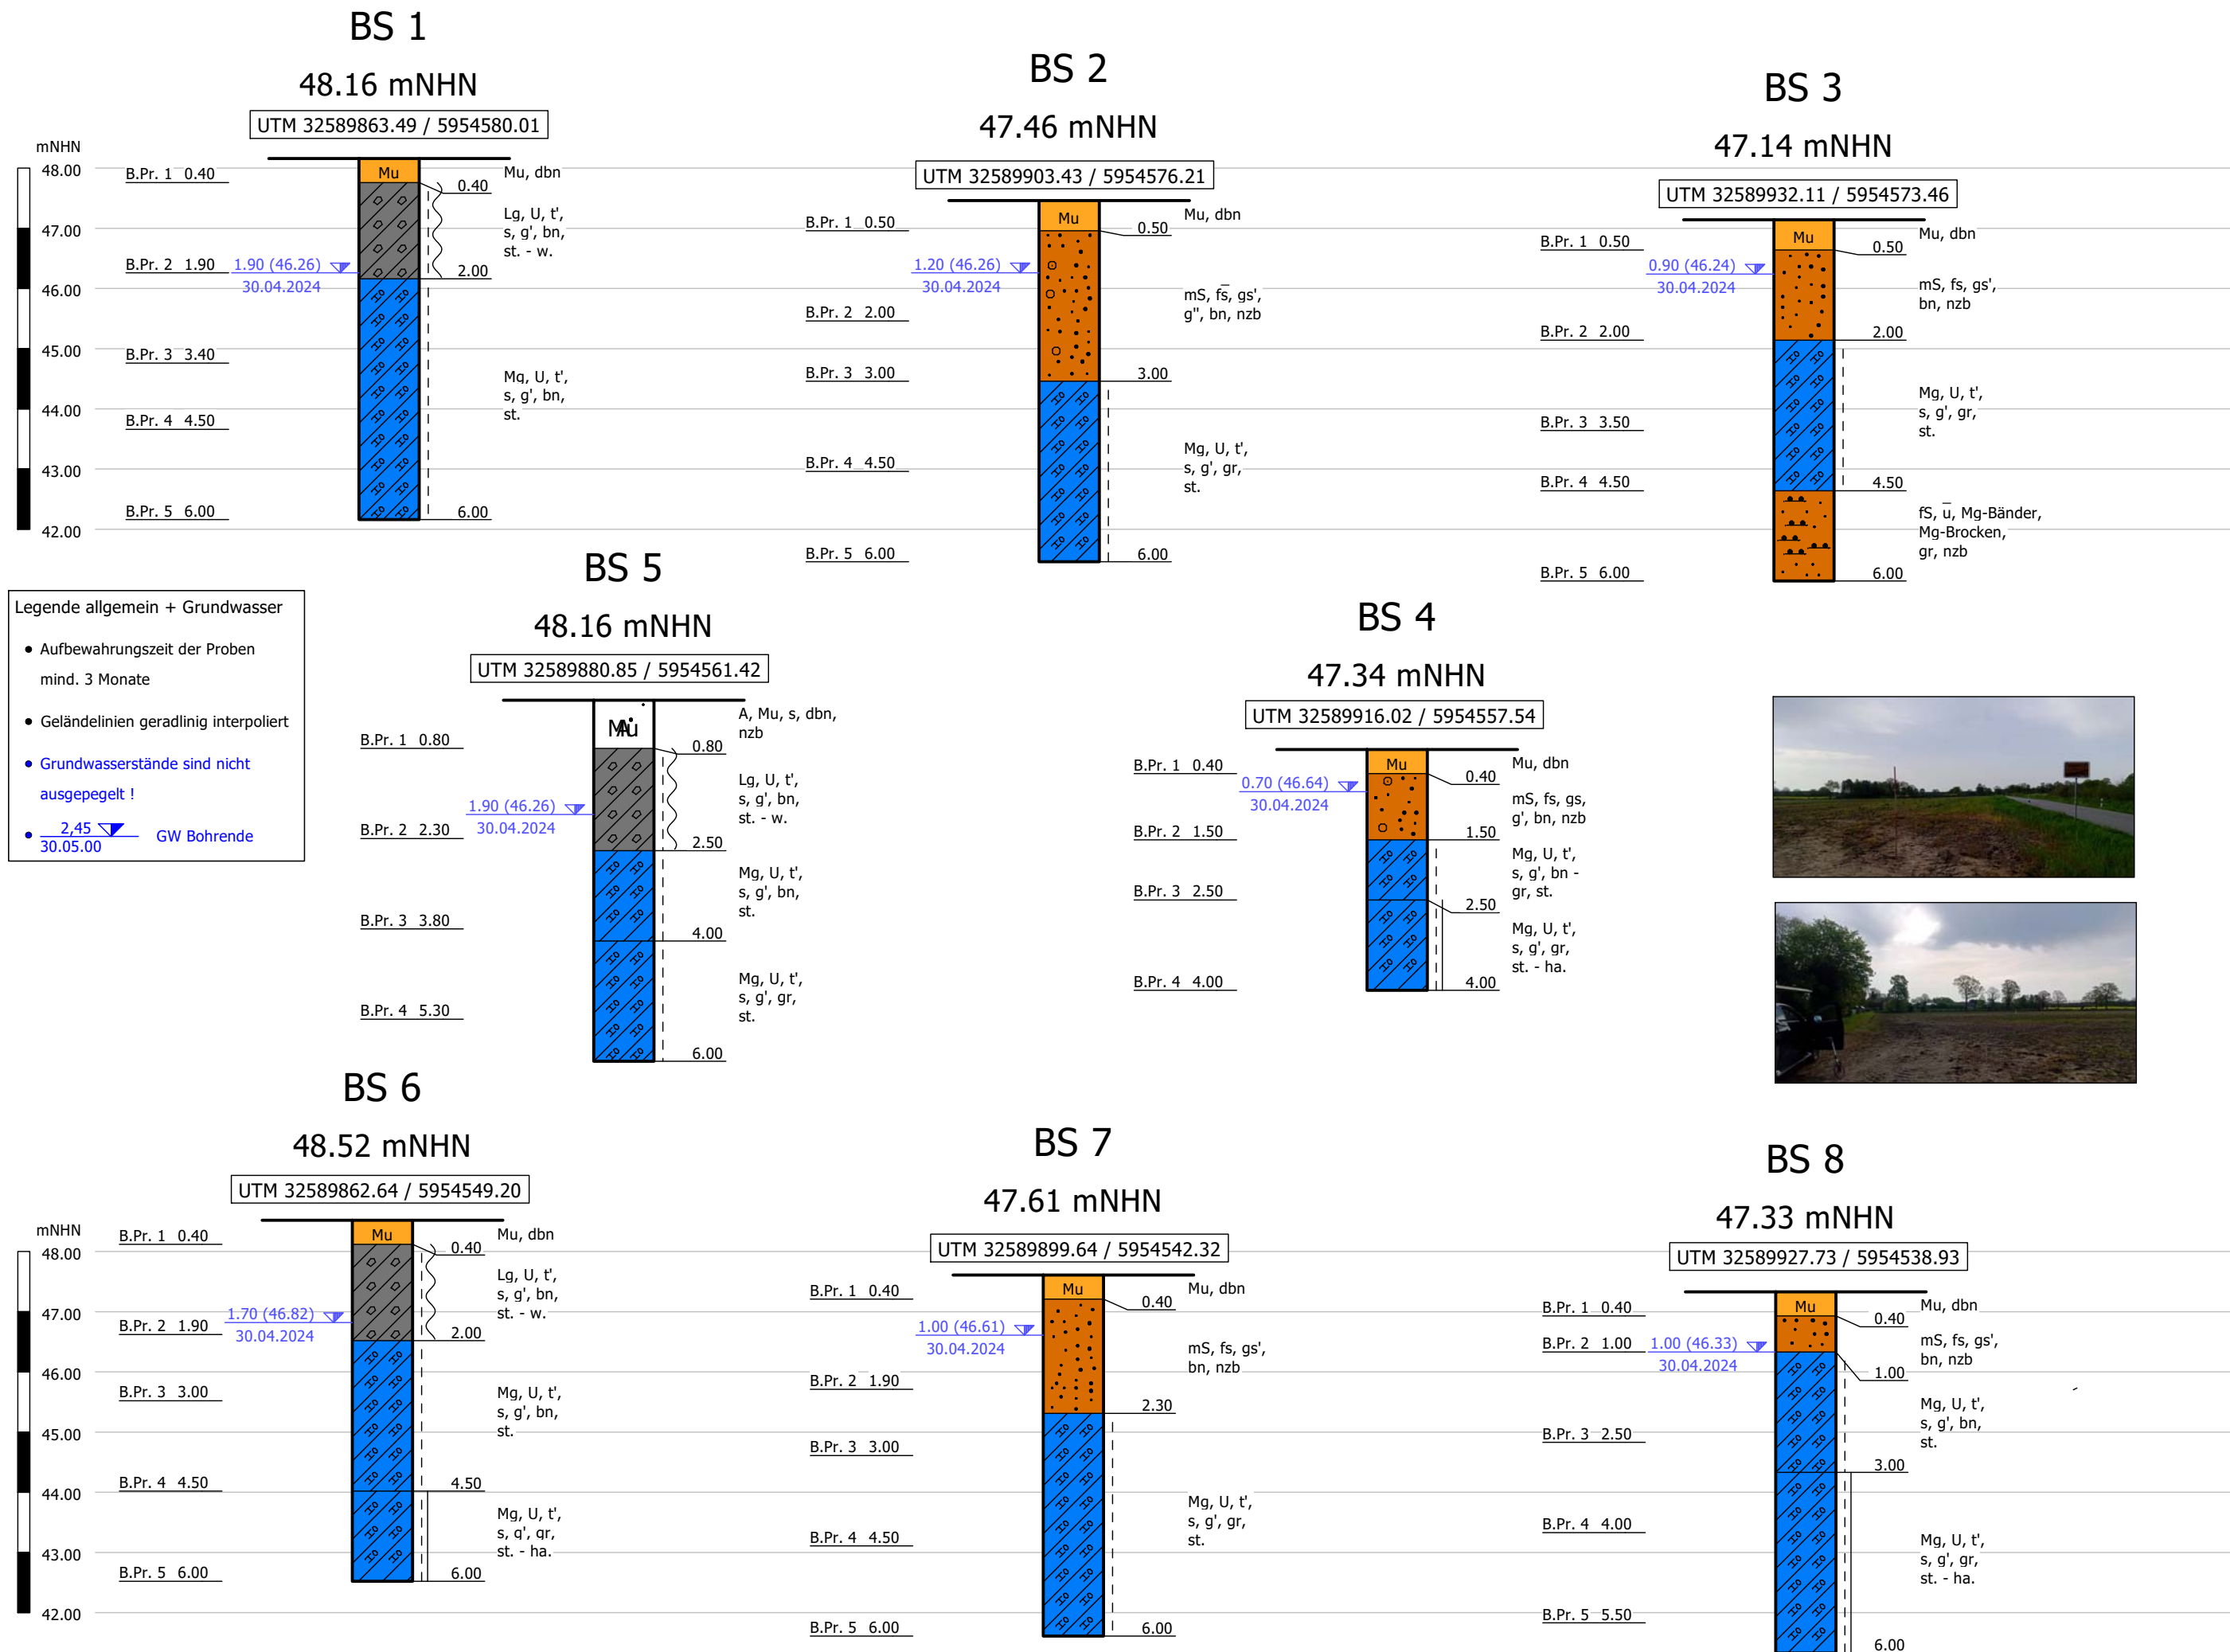 BS 1
48.16 mNHN
UTM 32589863.49 / 5954580.01
mNHN
48.00
47.00
46.00
45.00
44.00
43.00
42.00
B.Pr. 1 0.40
B.Pr. 2 1.90
B.Pr. 3 3.40
B.Pr. 4 4.50
B.Pr. 5 6.00
1.90 (46.26)
30.04.2024
Mu
0.40
2.00
6.00
Mu, dbn
Lg, U, t',
s, g', bn,
st. - w.
Mg, U, t',
s, g', bn,
st.
BS 2
47.46 mNHN
UTM 32589903.43 / 5954576.21
B.Pr. 1 0.50
B.Pr. 2 2.00
B.Pr. 3 3.00
B.Pr. 4 4.50
B.Pr. 5 6.00
1.20 (46.26)
30.04.2024
Mu
0.50
3.00
6.00
Mu, dbn
mS, fs̅, gs',
g", bn, nzb
Mg, U, t',
s, g', gr,
st.
BS 3
47.14 mNHN
UTM 32589932.11 / 5954573.46
B.Pr. 1 0.50
B.Pr. 2 2.00
B.Pr. 3 3.50
B.Pr. 4 4.50
B.Pr. 5 6.00
0.90 (46.24)
30.04.2024
Mu
0.50
2.00
4.50
6.00
Mu, dbn
mS, fs, gs',
bn, nzb
Mg, U, t',
s, g', gr,
st.
fS, u̅, Mg-Bänder,
Mg-Brocken,
gr, nzb
Legende allgemein + Grundwasser
• Aufbewahrungszeit der Proben
mind. 3 Monate
• Geländelinien geradlinig interpoliert
• Grundwasserstände sind nicht
ausgepegelt !
• 2,45
30.05.00
GW Bohrende
BS 5
48.16 mNHN
UTM 32589880.85 / 5954561.42
B.Pr. 1 0.80
B.Pr. 2 2.30
B.Pr. 3 3.80
B.Pr. 4 5.30
1.90 (46.26)
30.04.2024
0.80
2.50
4.00
6.00
A, Mu, s, dbn,
nzb
Lg, U, t',
s, g', bn,
st. - w.
Mg, U, t',
s, g', bn,
st.
Mg, U, t',
s, g', gr,
st.
BS 4
47.34 mNHN
UTM 32589916.02 / 5954557.54
B.Pr. 1 0.40
B.Pr. 2 1.50
B.Pr. 3 2.50
B.Pr. 4 4.00
0.70 (46.64)
30.04.2024
Mu
0.40
1.50
2.50
4.00
Mu, dbn
mS, fs, gs,
g', bn, nzb
Mg, U, t',
s, g', bn -
gr, st.
Mg, U, t',
s, g', gr,
st. - ha.
BS 6
48.52 mNHN
UTM 32589862.64 / 5954549.20
mNHN
48.00
47.00
46.00
45.00
44.00
43.00
42.00
B.Pr. 1 0.40
B.Pr. 2 1.90
B.Pr. 3 3.00
B.Pr. 4 4.50
B.Pr. 5 6.00
1.70 (46.82)
30.04.2024
Mu
0.40
2.00
4.50
6.00
Mu, dbn
Lg, U, t',
s, g', bn,
st. - w.
Mg, U, t',
s, g', bn,
st.
Mg, U, t',
s, g', gr,
st. - ha.
BS 7
47.61 mNHN
UTM 32589899.64 / 5954542.32
B.Pr. 1 0.40
B.Pr. 2 1.90
B.Pr. 3 3.00
B.Pr. 4 4.50
B.Pr. 5 6.00
1.00 (46.61)
30.04.2024
Mu
0.40
2.30
6.00
Mu, dbn
mS, fs, gs',
bn, nzb
Mg, U, t',
s, g', gr,
st.
BS 8
47.33 mNHN
UTM 32589927.73 / 5954538.93
B.Pr. 1 0.40
B.Pr. 2 1.00
B.Pr. 3 2.50
B.Pr. 4 4.00
B.Pr. 5 5.50
1.00 (46.33)
30.04.2024
Mu
0.40
1.00
3.00
6.00
Mu, dbn
mS, fs, gs',
bn, nzb
Mg, U, t',
s, g', bn,
st.
Mg, U, t',
s, g', gr,
st. - ha.